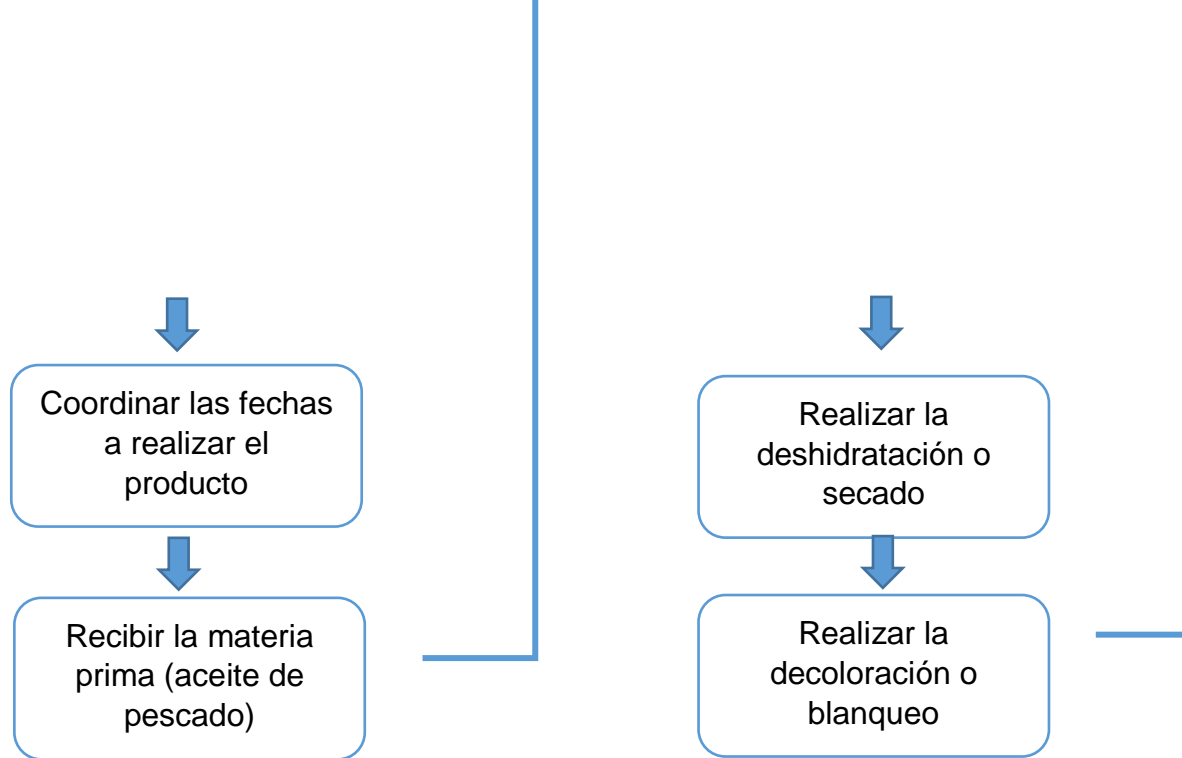 Coordinar las fechas
a realizar el
producto
Recibir la materia
prima (aceite de
pescado)
Realizar la
deshidratación o
secado
Realizar la
decoloración o
blanqueo